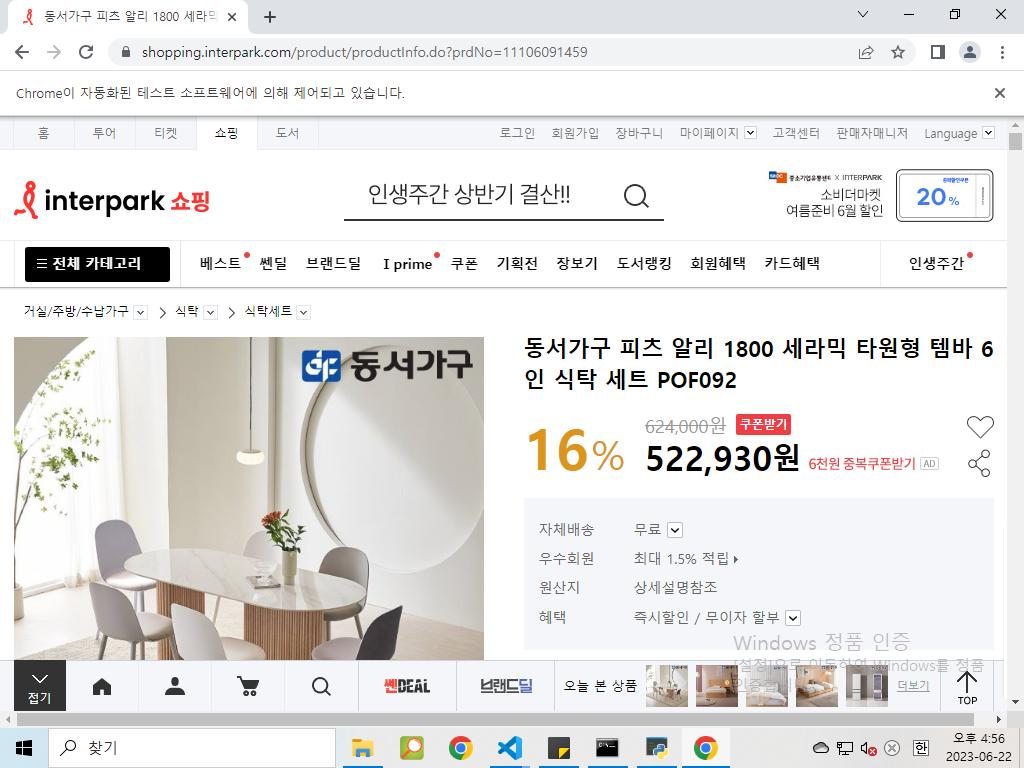 동서가구 피츠 알리 1800 세라믹
shopping.interpark.com/product/productInfo.do?prdNo=11106091459
Chrome이 자동화된 테스트 소프트웨어에 의해 제어되고 있습니다.
홈 투어 티켓 쇼핑 도서 로그인 회원가입 장바구니 마이페이지 고객센터 판매자매니저 Language
interpark 쇼핑
인생주간 상반기 결산!!
중소기업유통센터 X INTERPARK
소비더마켓
여름준비 6월 할인
20%
전체 카테고리 베스트 쎈딜 브랜드딜 I prime 쿠폰 기획전 장보기 도서랭킹 회원혜택 카드혜택 인생주간
거실/주방/수납가구 식탁 식탁세트
동서가구
동서가구 피츠 알리 1800 세라믹 타원형 템바 6
인 식탁 세트 POF092
16%
624,000원 쿠폰받기
522,930원 6천원 중복쿠폰받기 AD
자체배송 무료
우수회원 최대 1.5% 적립
원산지 상세설명참조
혜택 즉시할인 / 무이자 할부
Windows 정품 인증
[설정]으로 이동하여 Windows를 정품
인증합니다.
접기
쎈DEAL
브랜드딜
오늘 본 상품
더보기
TOP
찾기
한
오후 4:56
2023-06-22